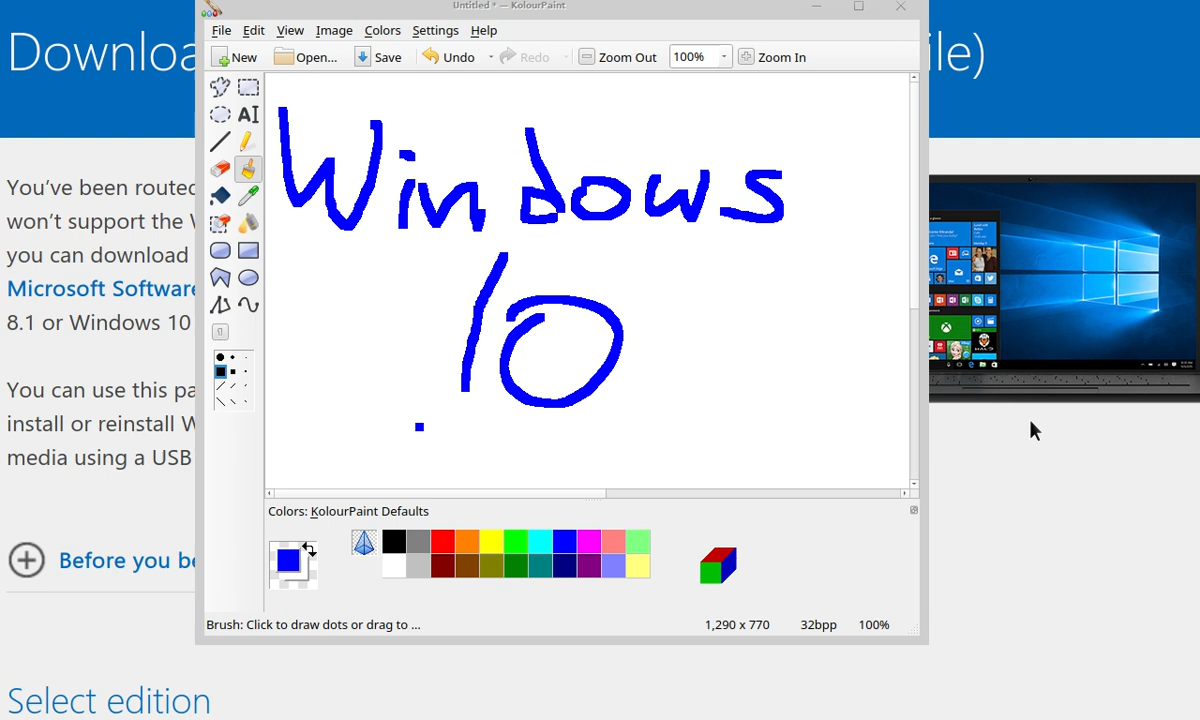 Untitled * — KolourPaint
File Edit View Image Colors Settings Help
New Open... Save Undo Redo Zoom Out 100% Zoom In
Downloa
ile)
Windows
10
You've been routed
won't support the W
you can download
Microsoft Software
8.1 or Windows 10
You can use this pa
install or reinstall W
media using a USB
Colors: KolourPaint Defaults
Before you be
Brush: Click to draw dots or drag to ... 1,290 x 770 32bpp 100%
Select edition